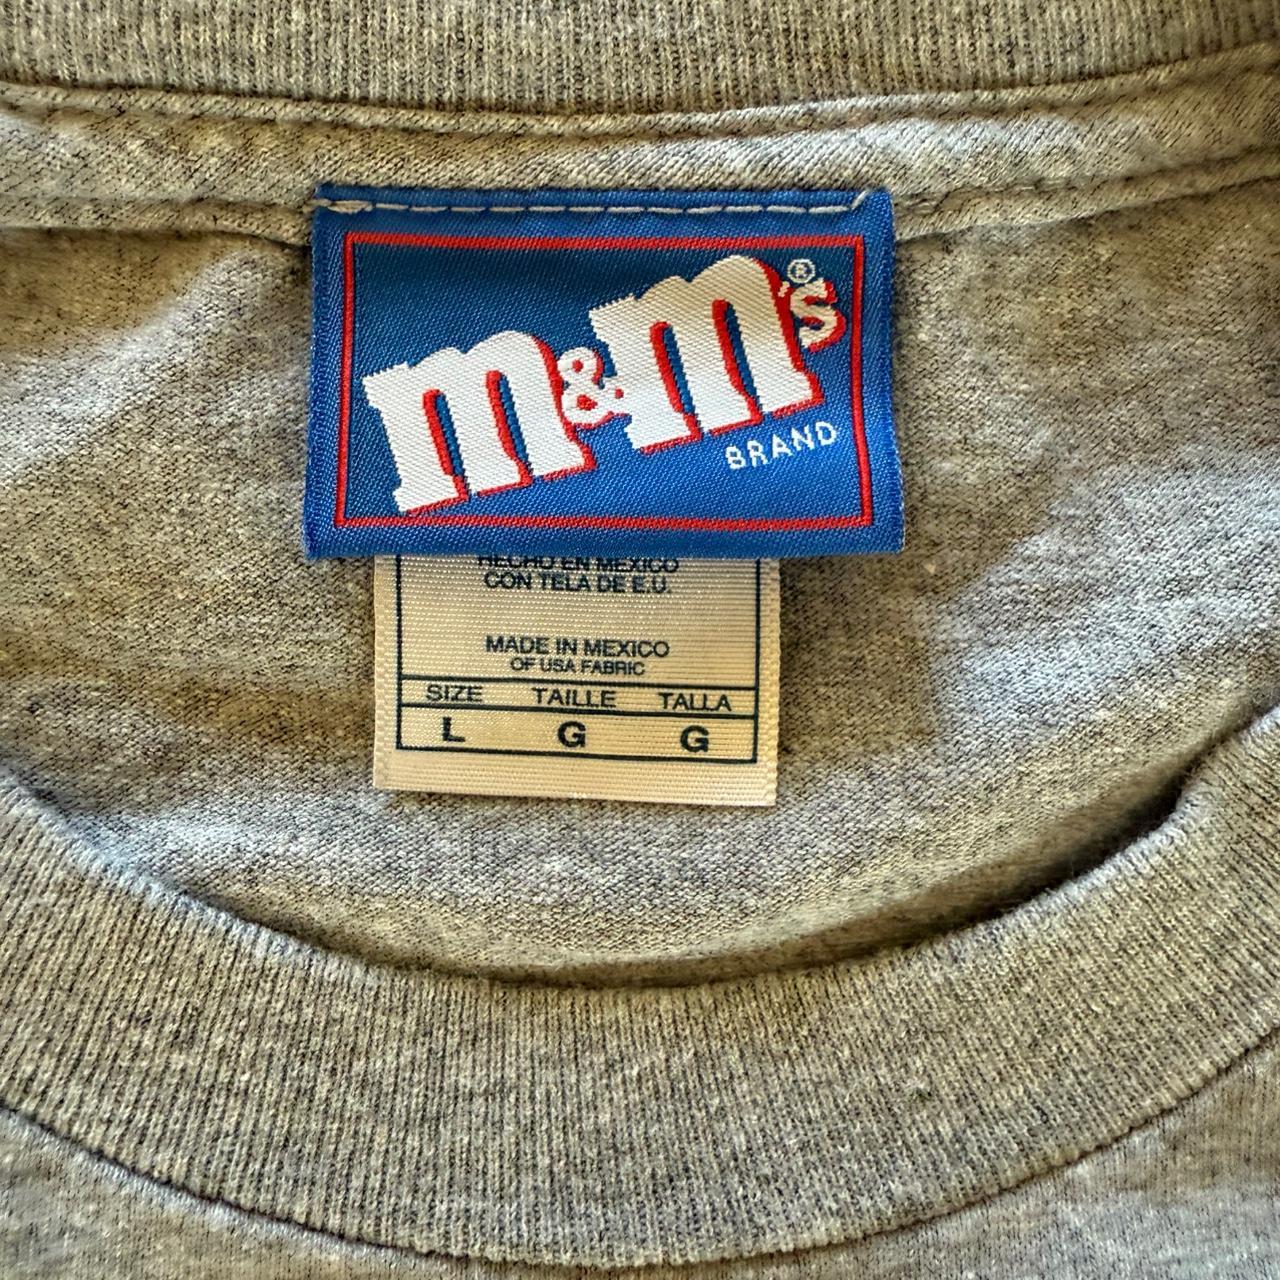 m&m's®
BRAND
HECHO EN MEXICO
CON TELA DE E.U.
MADE IN MEXICO
OF USA FABRIC
SIZE TAILLE TALLA
L G G